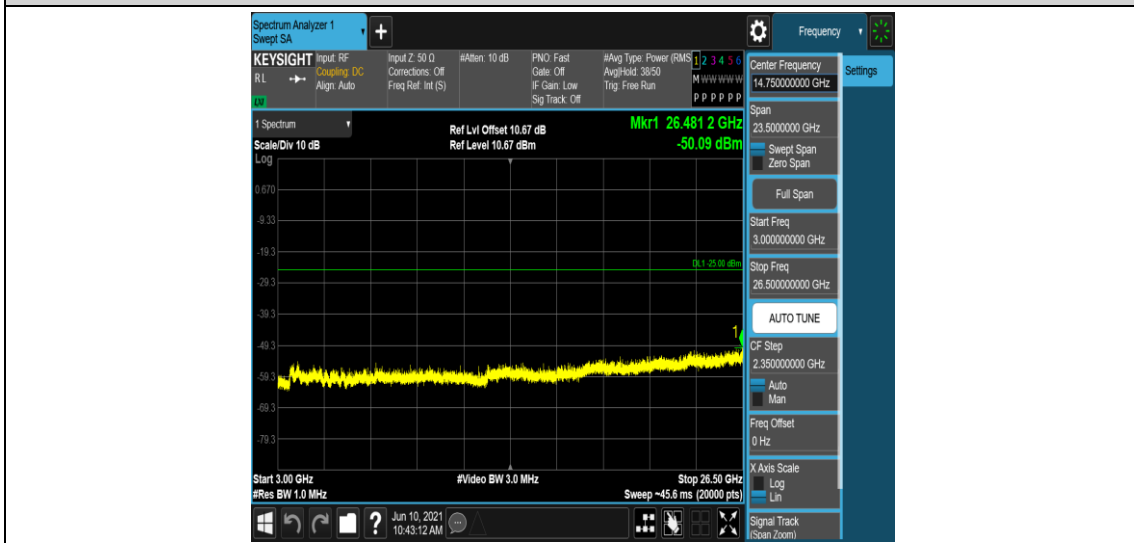 Spectrum Analyzer 1
Swept SA
+
Frequency
KEYSIGHT
RL
LXI
Input: RF
Coupling: DC
Align: Auto
Input Z: 50 Ω
Corrections: Off
Freq Ref: Int (S)
#Atten: 10 dB
PNO: Fast
Gate: Off
IF Gain: Low
Sig Track: Off
#Avg Type: Power (RMS
Avg|Hold: 38/50
Trig: Free Run
1 2 3 4 5 6
M W W W W W
P P P P P P
1 Spectrum
Scale/Div 10 dB
Ref Lvl Offset 10.67 dB
Ref Level 10.67 dBm
Mkr1 26.481 2 GHz
-50.09 dBm
Log
0.670
-9.33
-19.3
-29.3
-39.3
-49.3
-59.3
-69.3
-79.3
DL1 -25.00 dBm
1
Start 3.00 GHz
#Res BW 1.0 MHz
#Video BW 3.0 MHz
Stop 26.50 GHz
Sweep ~45.6 ms (20000 pts)
Jun 10, 2021
10:43:12 AM
?
Center Frequency
14.750000000 GHz
Settings
Span
23.5000000 GHz
Swept Span
Zero Span
Full Span
Start Freq
3.000000000 GHz
Stop Freq
26.500000000 GHz
AUTO TUNE
CF Step
2.350000000 GHz
Auto
Man
Freq Offset
0 Hz
X Axis Scale
Log
Lin
Signal Track
(Span Zoom)